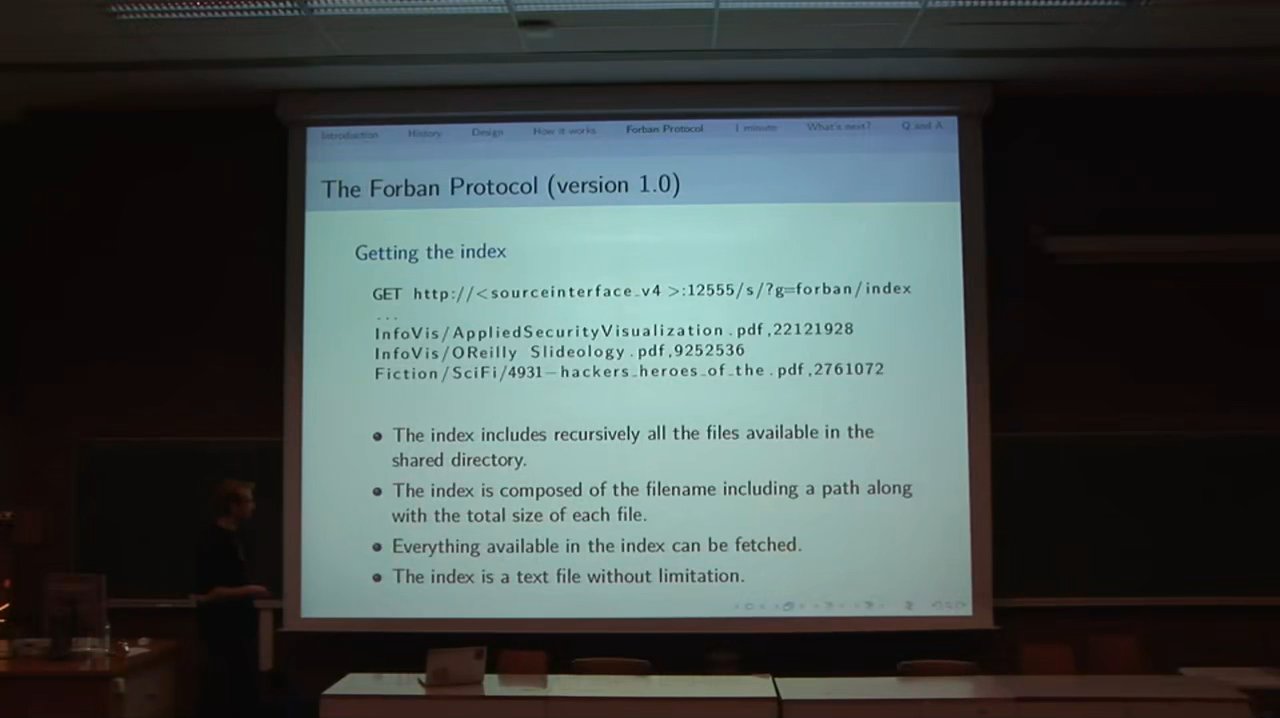 Introduction History Design How it works Forban Protocol 1 minute What's next? Q and A
The Forban Protocol (version 1.0)
Getting the index
GET http://<sourceinterface_v4>:12555/s/?g=forban/index
...
InfoVis/AppliedSecurityVisualization.pdf,22121928
InfoVis/OReilly Slideology.pdf,9252536
Fiction/SciFi/4931-hackers_heroes_of_the.pdf,2761072
• The index includes recursively all the files available in the
shared directory.
• The index is composed of the filename including a path along
with the total size of each file.
• Everything available in the index can be fetched.
• The index is a text file without limitation.